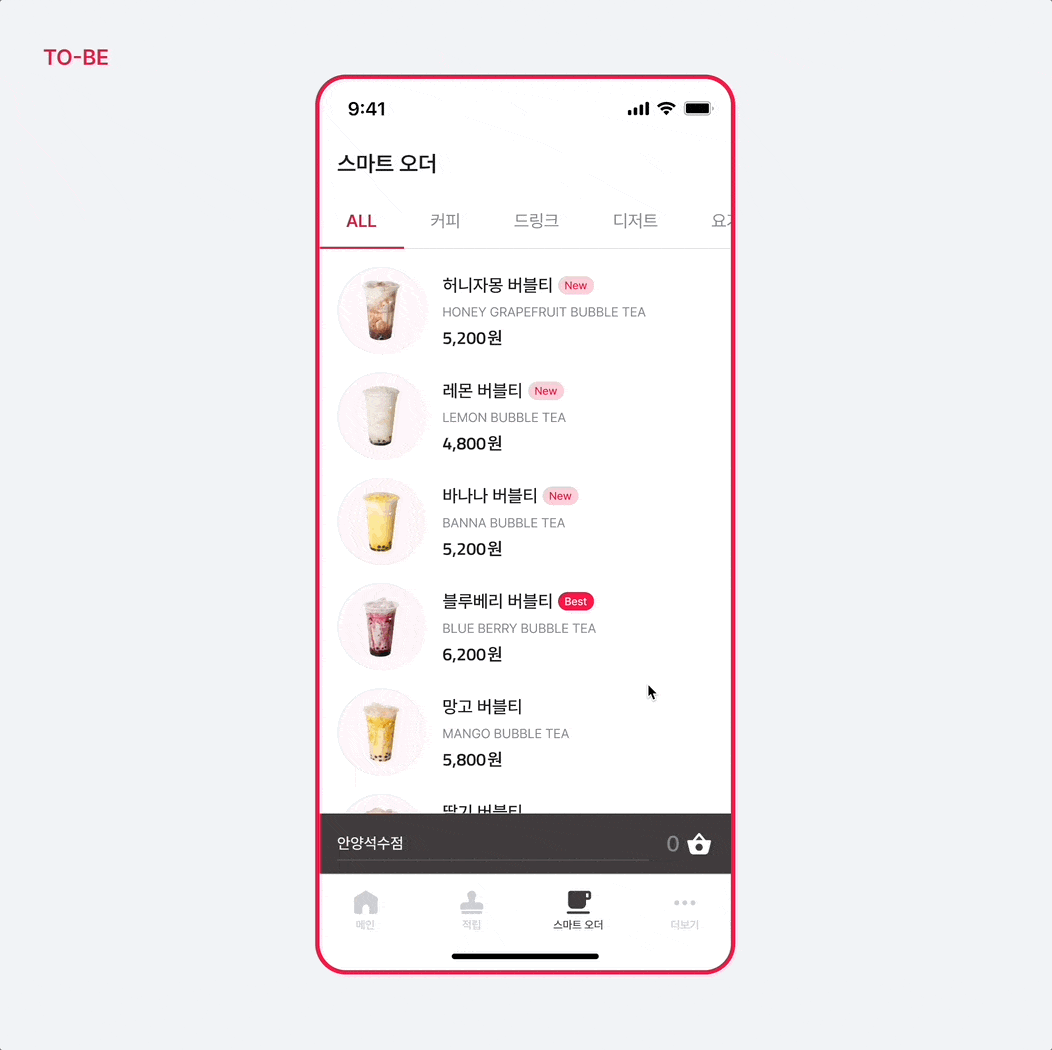 TO-BE
9:41
스마트 오더
ALL 커피 드링크 디저트
허니자몽 버블티 New
HONEY GRAPEFRUIT BUBBLE TEA
5,200원
레몬 버블티 New
LEMON BUBBLE TEA
4,800원
바나나 버블티 New
BANNA BUBBLE TEA
5,200원
블루베리 버블티 Best
BLUE BERRY BUBBLE TEA
6,200원
망고 버블티
MANGO BUBBLE TEA
5,800원
딸기 버블티
안양석수점 0
메인 적립 스마트 오더 더보기